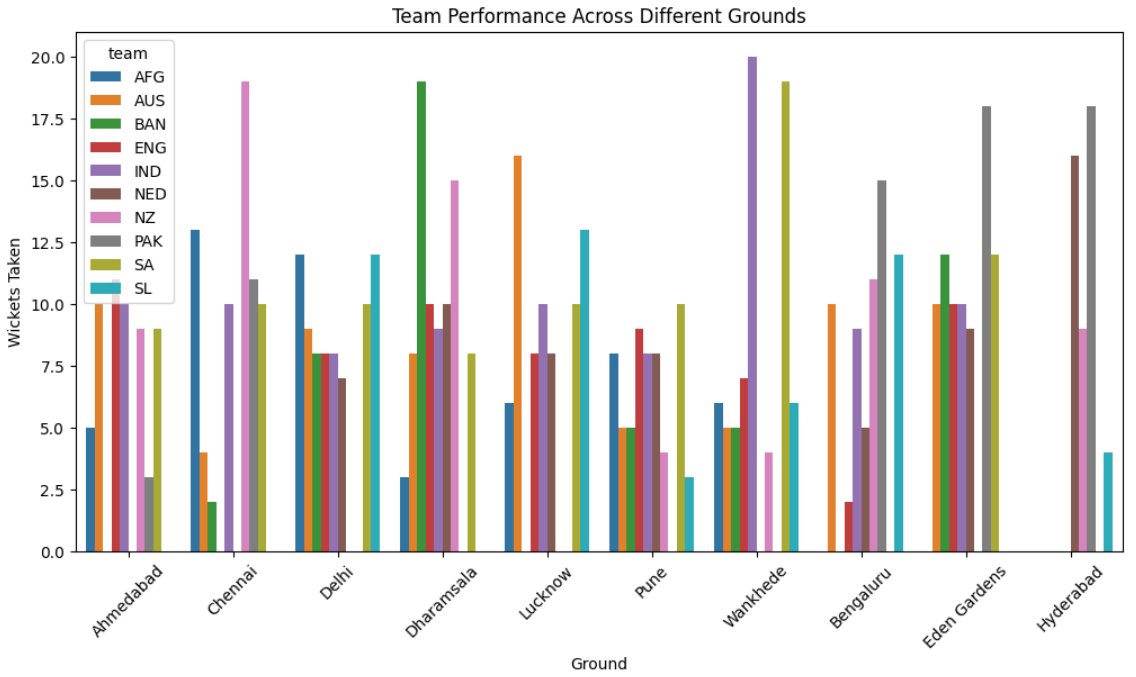 Team Performance Across Different Grounds
team
AFG
AUS
BAN
ENG
IND
NED
NZ
PAK
SA
SL
20.0
17.5
15.0
12.5
10.0
7.5
5.0
2.5
0.0
Wickets Taken
Ahmedabad
Chennai
Delhi
Dharamsala
Lucknow
Pune
Wankhede
Bengaluru
Eden Gardens
Hyderabad
Ground